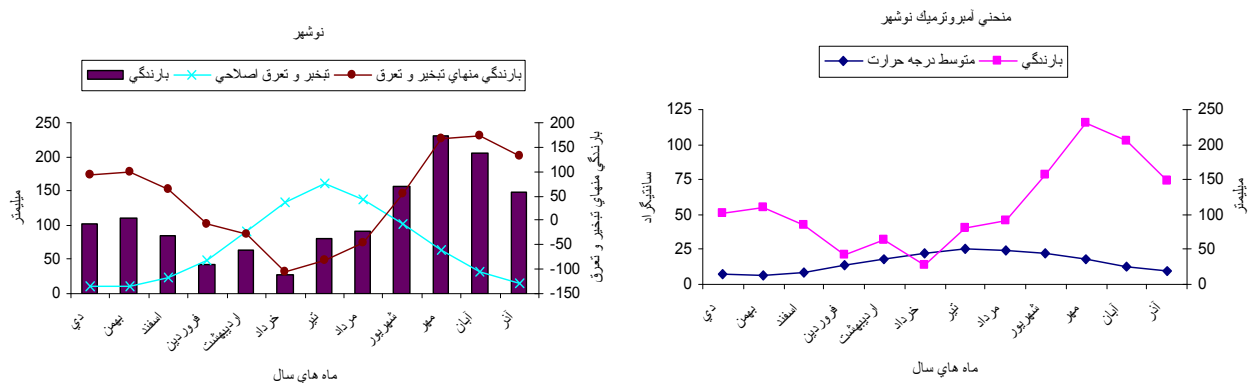 نوشهر
بارندگي تبخير و تعرق اصلاحي بارندگي منهاي تبخير و تعرق
ميليمتر
250
200
150
100
50
0
200
150
100
50
0
-50
-100
-150
بارندگي منهاي تبخير و تعرق
دي بهمن اسفند فروردين ارديبهشت خرداد تير مرداد شهريور مهر آبان آذر
ماه هاي سال
منحني آمبروترميك نوشهر
متوسط درجه حرارت بارندگي
سانتيگراد
125
100
75
50
25
0
250
200
150
100
50
0
ميليمتر
دي بهمن اسفند فروردين ارديبهشت خرداد تير مرداد شهريور مهر آبان آذر
ماه هاي سال